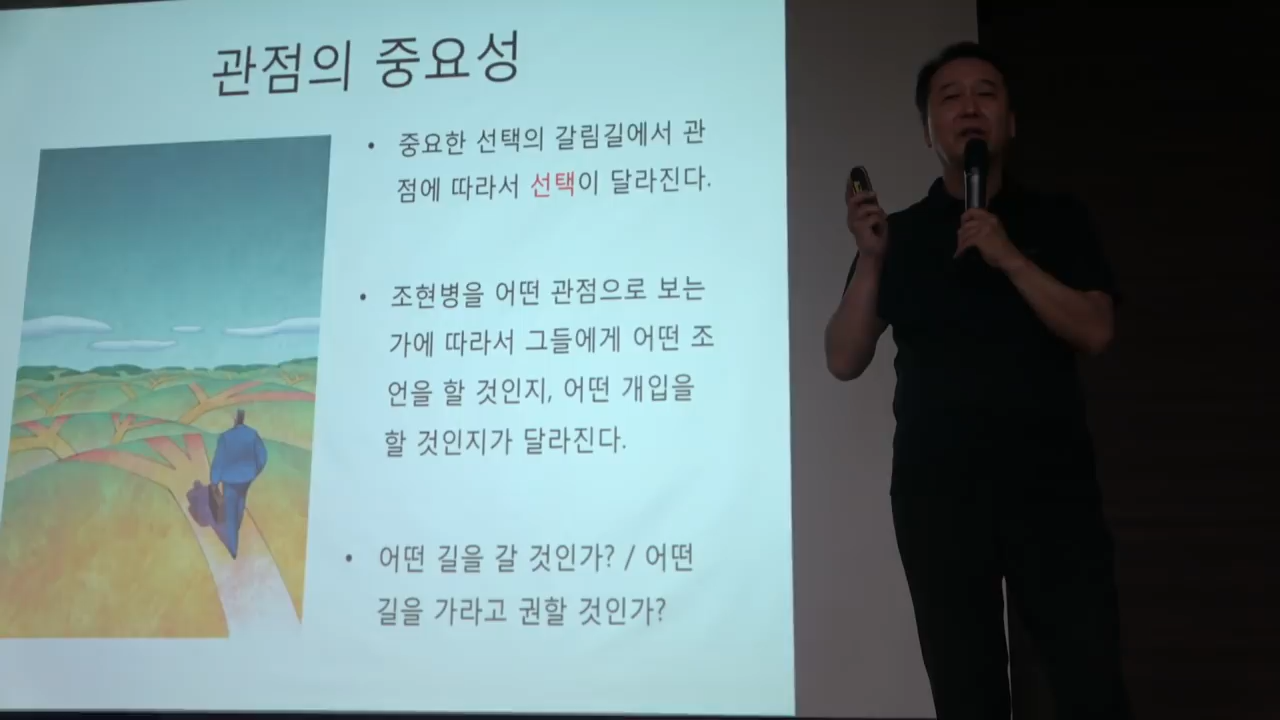 관점의 중요성
• 중요한 선택의 갈림길에서 관
점에 따라서 선택이 달라진다.
• 조현병을 어떤 관점으로 보는
가에 따라서 그들에게 어떤 조
언을 할 것인지, 어떤 개입을
할 것인지가 달라진다.
• 어떤 길을 갈 것인가? / 어떤
길을 가라고 권할 것인가?